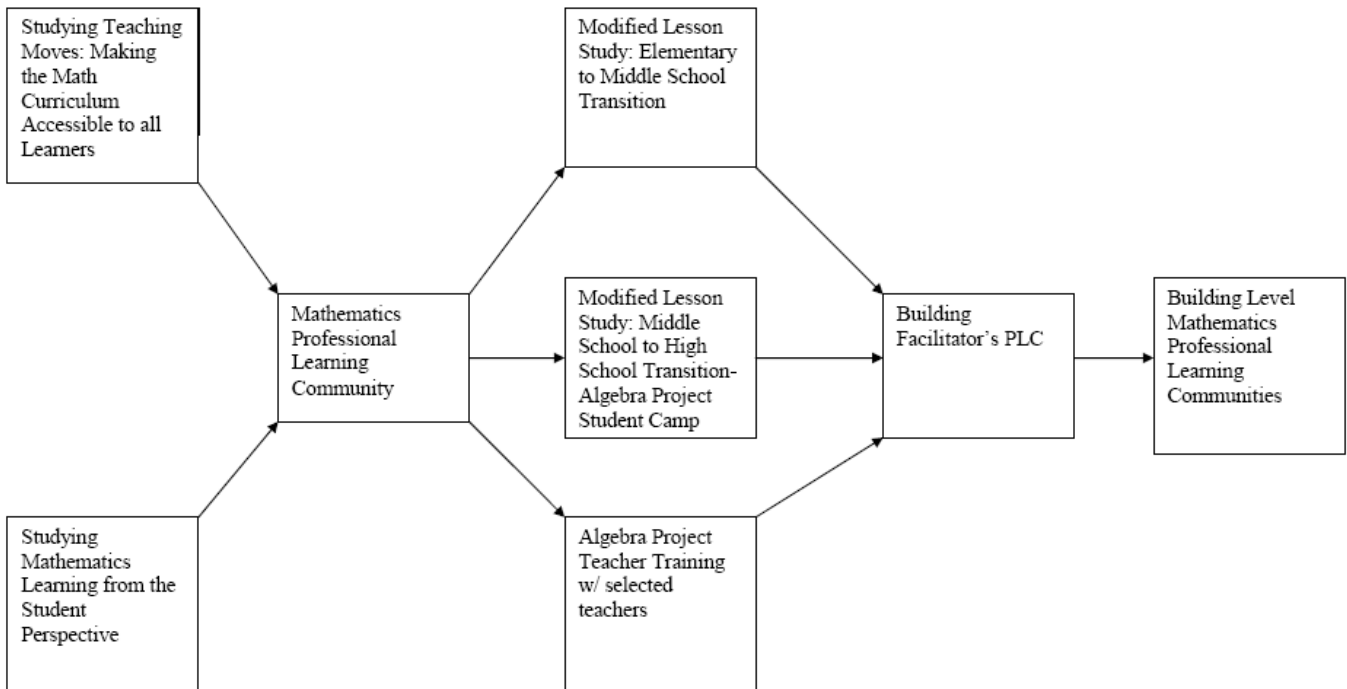 Studying Teaching
Moves: Making
the Math
Curriculum
Accessible to all
Learners
Studying
Mathematics
Learning from the
Student
Perspective
Mathematics
Professional
Learning
Community
Modified Lesson
Study: Elementary
to Middle School
Transition
Modified Lesson
Study: Middle
School to High
School Transition-
Algebra Project
Student Camp
Algebra Project
Teacher Training
w/ selected
teachers
Building
Facilitator’s PLC
Building Level
Mathematics
Professional
Learning
Communities